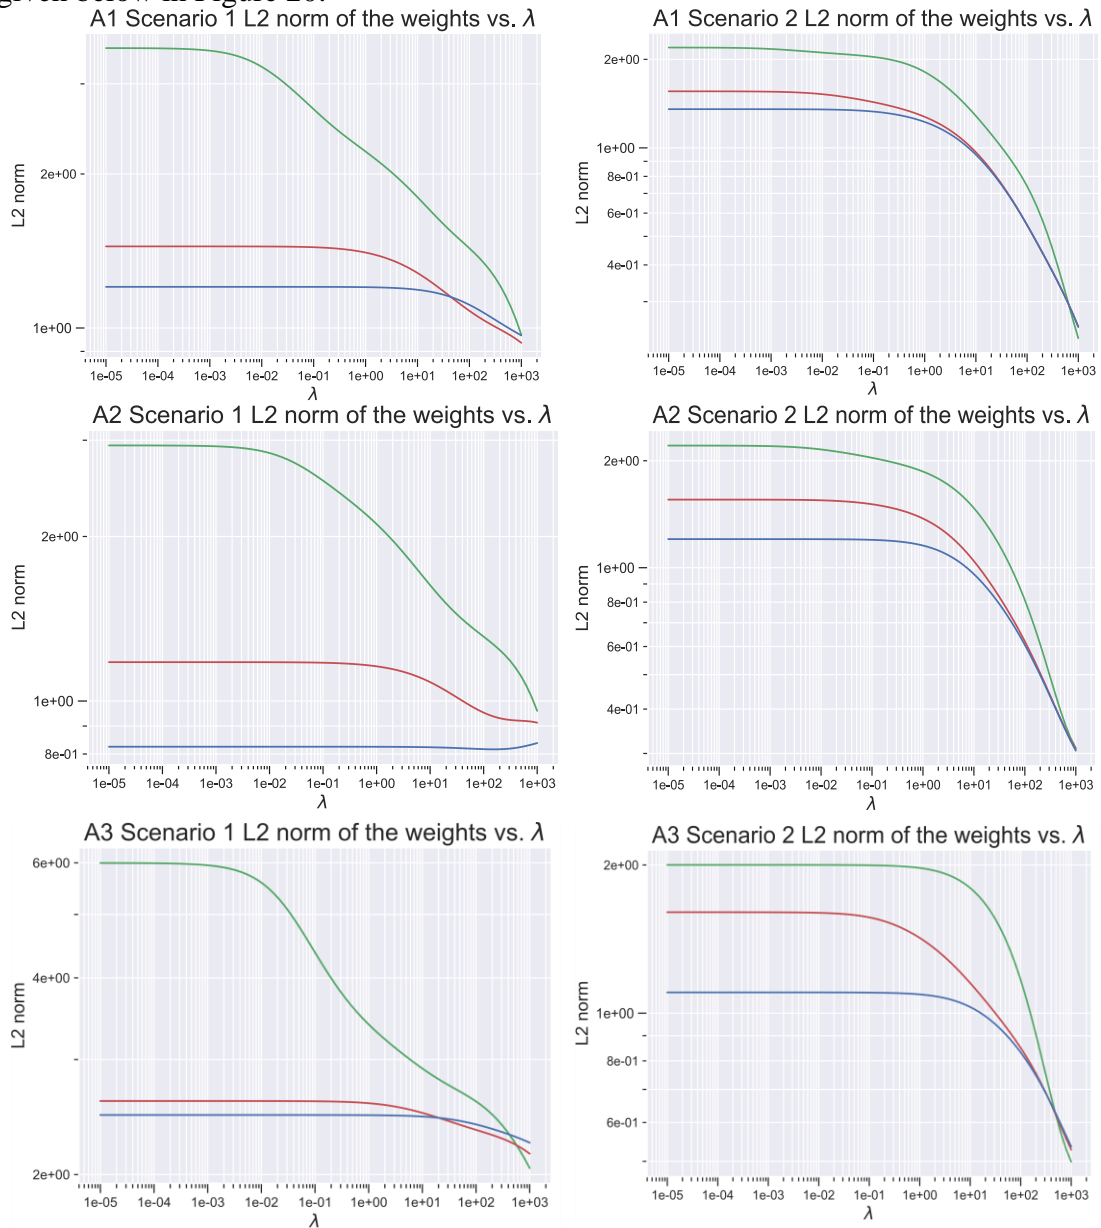 given below in Figure 20.
A1 Scenario 1 L2 norm of the weights vs. λ
L2 norm
2e+00
1e+00
1e-05 1e-04 1e-03 1e-02 1e-01 1e+00 1e+01 1e+02 1e+03
λ
A1 Scenario 2 L2 norm of the weights vs. λ
L2 norm
2e+00
1e+00
8e-01
6e-01
4e-01
1e-05 1e-04 1e-03 1e-02 1e-01 1e+00 1e+01 1e+02 1e+03
λ
A2 Scenario 1 L2 norm of the weights vs. λ
L2 norm
2e+00
1e+00
8e-01
1e-05 1e-04 1e-03 1e-02 1e-01 1e+00 1e+01 1e+02 1e+03
λ
A2 Scenario 2 L2 norm of the weights vs. λ
L2 norm
2e+00
1e+00
8e-01
6e-01
4e-01
1e-05 1e-04 1e-03 1e-02 1e-01 1e+00 1e+01 1e+02 1e+03
λ
A3 Scenario 1 L2 norm of the weights vs. λ
L2 norm
6e+00
4e+00
2e+00
1e-05 1e-04 1e-03 1e-02 1e-01 1e+00 1e+01 1e+02 1e+03
λ
A3 Scenario 2 L2 norm of the weights vs. λ
L2 norm
2e+00
1e+00
8e-01
6e-01
1e-05 1e-04 1e-03 1e-02 1e-01 1e+00 1e+01 1e+02 1e+03
λ